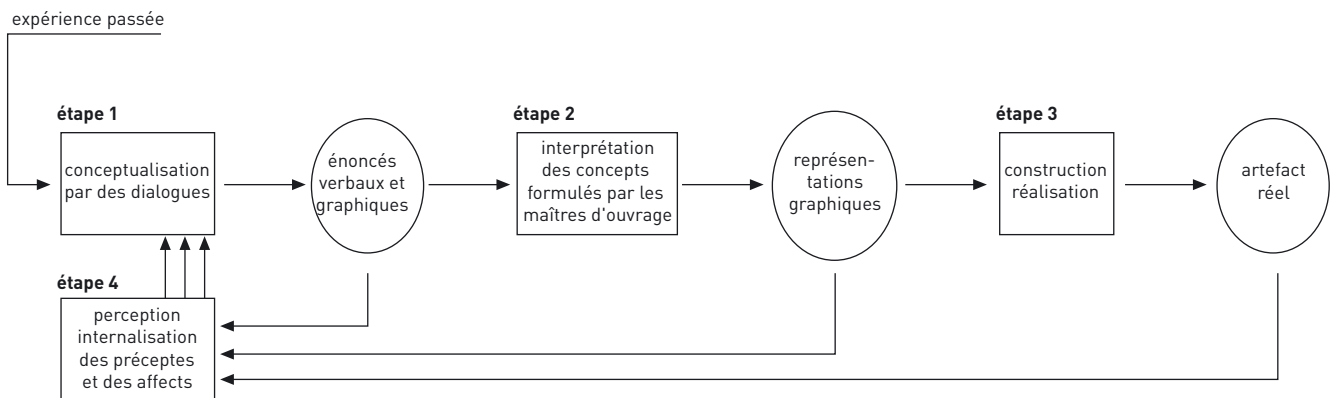 expérience passée
étape 1
conceptualisation
par des dialogues
énoncés
verbaux et
graphiques
étape 2
interprétation
des concepts
formulés par les
maîtres d'ouvrage
représen-
tations
graphiques
étape 3
construction
réalisation
artefact
réel
étape 4
perception
internalisation
des préceptes
et des affects